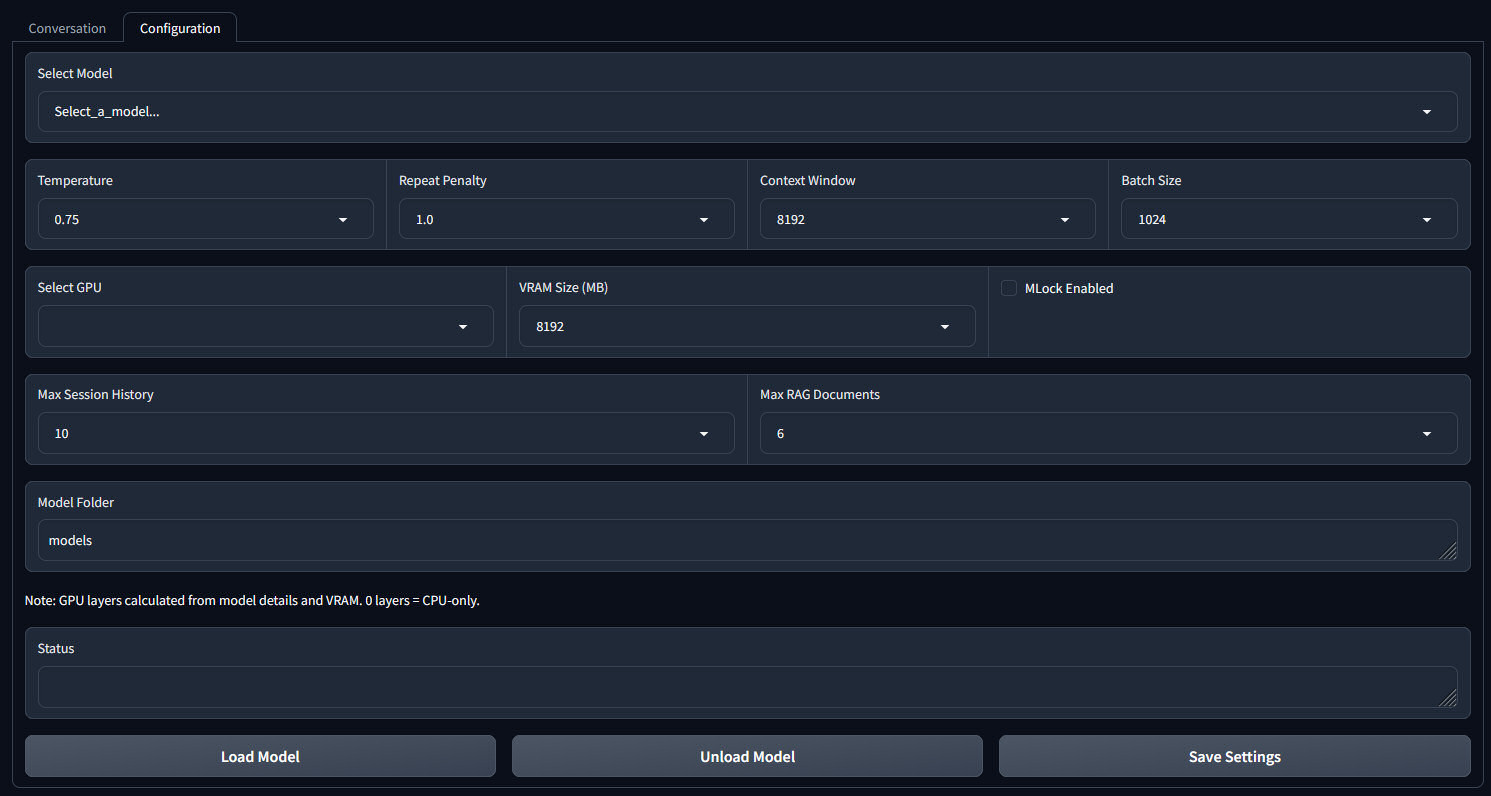 Conversation
Configuration
Select Model
Select_a_model...
Temperature
Repeat Penalty
Context Window
Batch Size
0.75
1.0
8192
1024
Select GPU
VRAM Size (MB)
MLock Enabled
8192
Max Session History
Max RAG Documents
10
6
Model Folder
models
Note: GPU layers calculated from model details and VRAM. 0 layers = CPU-only.
Status
Load Model
Unload Model
Save Settings